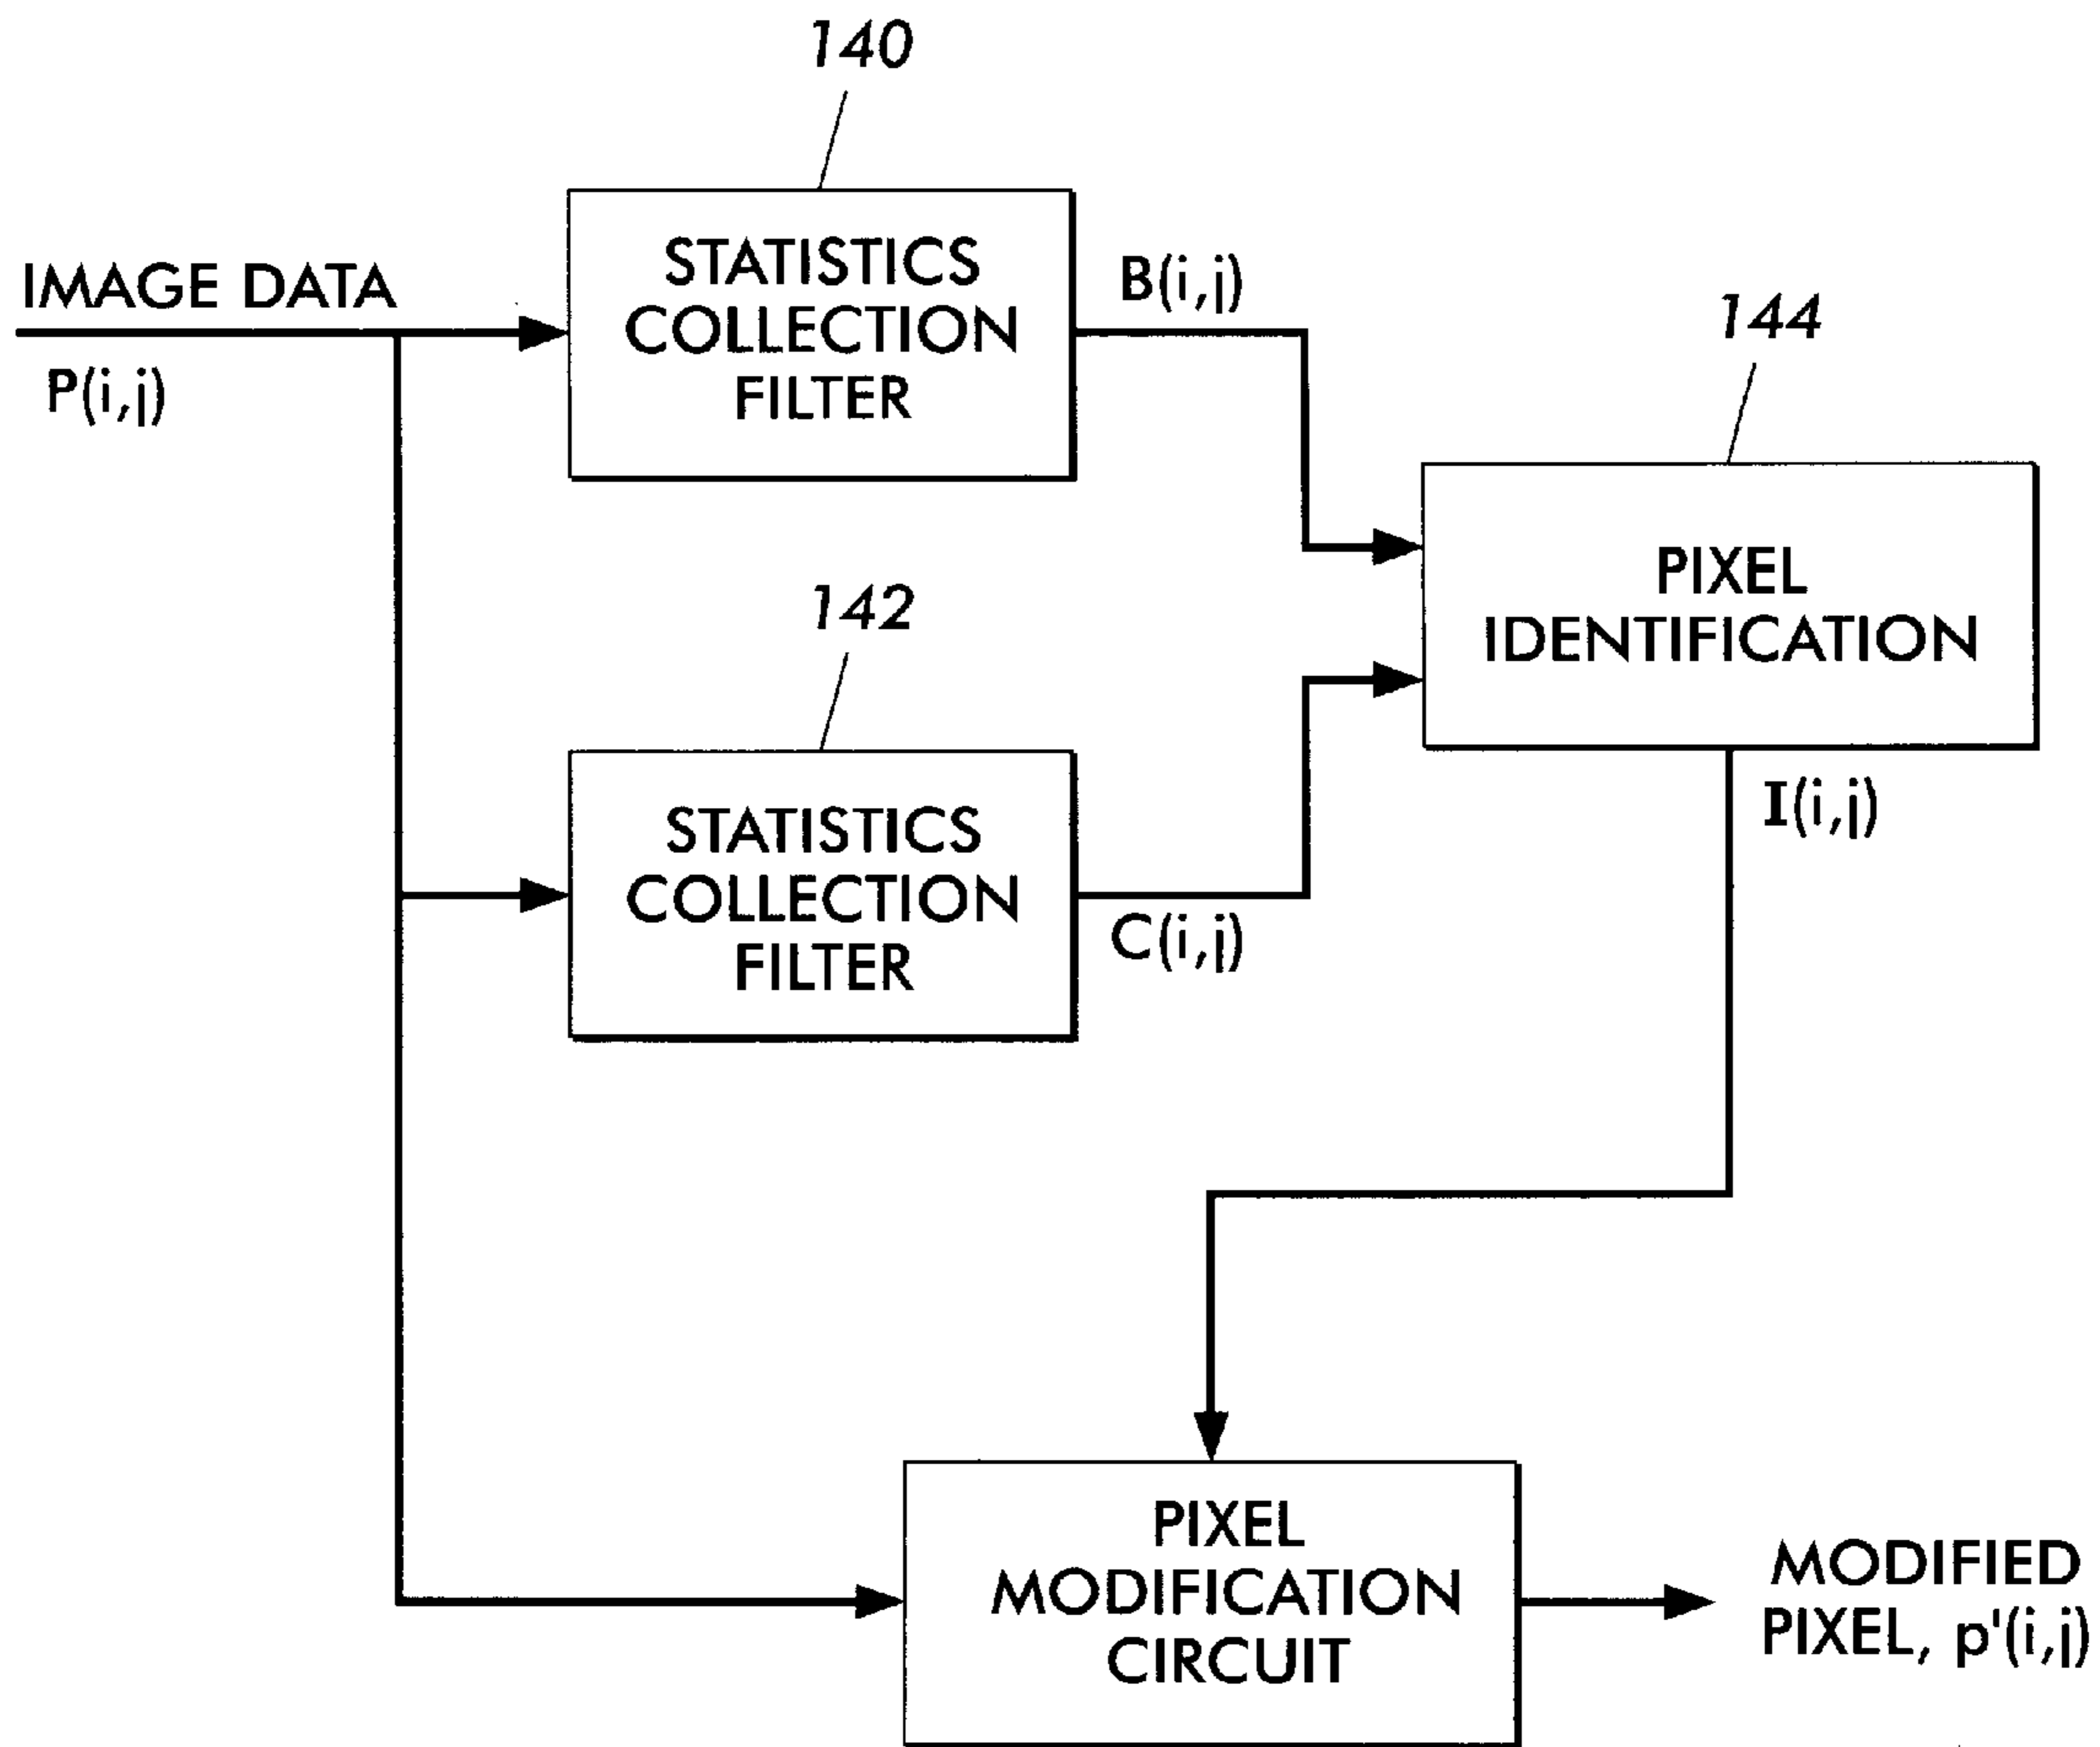 140
STATISTICS
COLLECTION
FILTER
IMAGE DATA
P(i,j)
B(i,j)
144
PIXEL
IDENTIFICATION
142
STATISTICS
COLLECTION
FILTER
C(i,j)
I(i,j)
PIXEL
MODIFICATION
CIRCUIT
MODIFIED
PIXEL, p'(i,j)